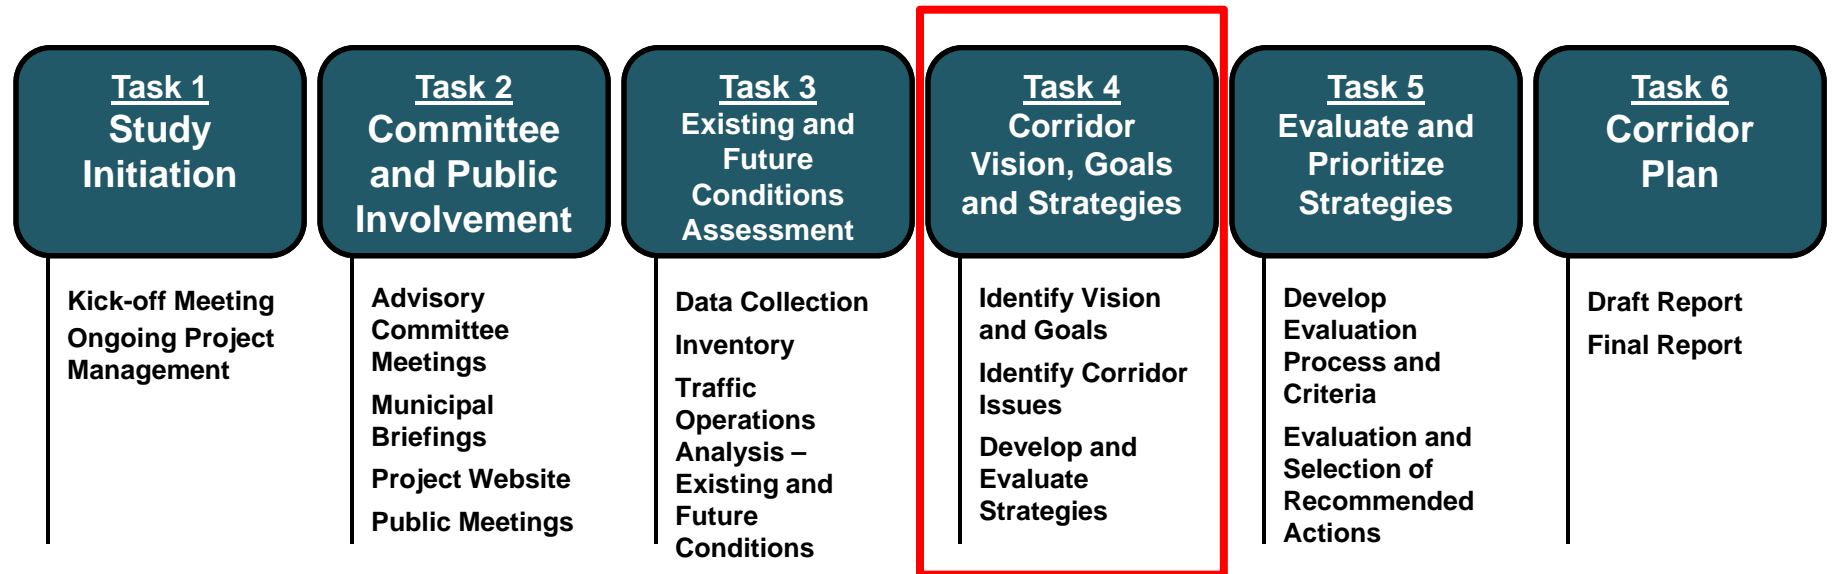 Task 1
Study
Initiation
Kick-off Meeting
Ongoing Project
Management
Task 2
Committee
and Public
Involvement
Advisory
Committee
Meetings
Municipal
Briefings
Project Website
Public Meetings
Task 3
Existing and
Future
Conditions
Assessment
Data Collection
Inventory
Traffic
Operations
Analysis –
Existing and
Future
Conditions
Task 4
Corridor
Vision, Goals
and Strategies
Identify Vision
and Goals
Identify Corridor
Issues
Develop and
Evaluate
Strategies
Task 5
Evaluate and
Prioritize
Strategies
Develop
Evaluation
Process and
Criteria
Evaluation and
Selection of
Recommended
Actions
Task 6
Corridor
Plan
Draft Report
Final Report